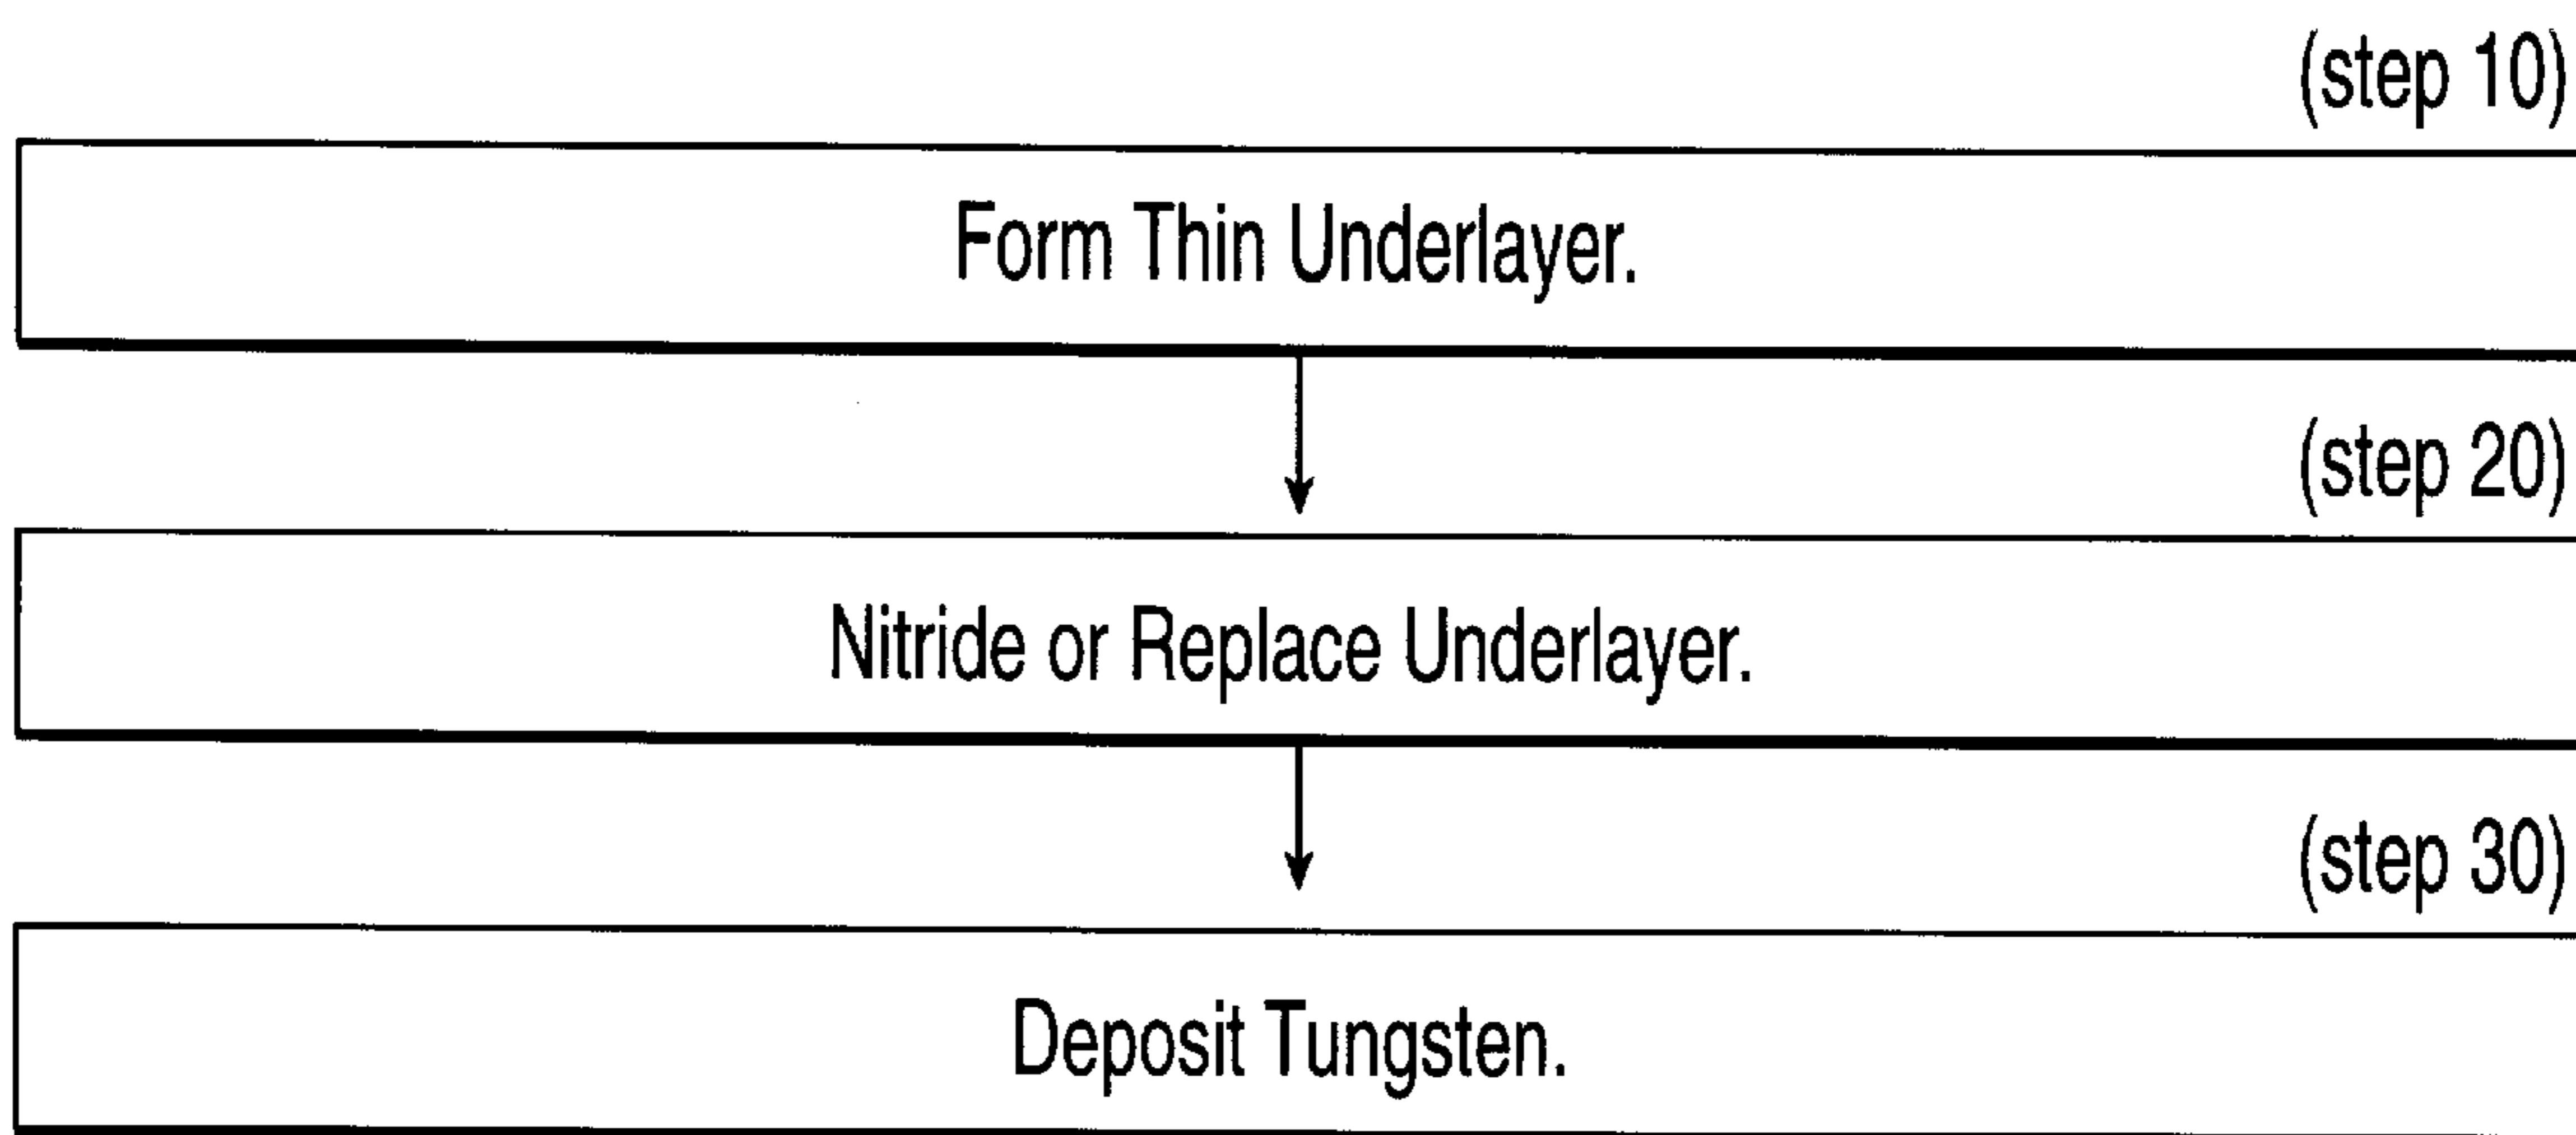 (step 10)
Form Thin Underlayer.
(step 20)
Nitride or Replace Underlayer.
(step 30)
Deposit Tungsten.